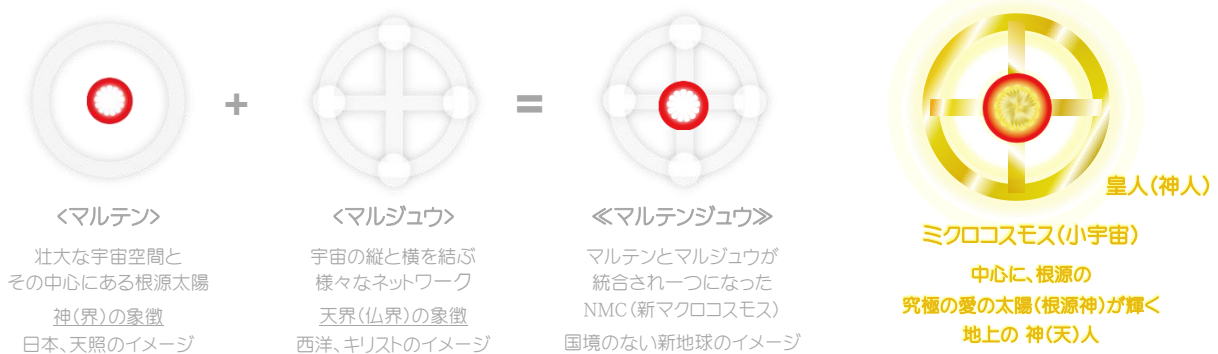 +
=
<マルテン>
壮大な宇宙空間と
その中心にある根源太陽
神(界)の象徴
日本、天照のイメージ
<マルジュウ>
宇宙の縦と横を結ぶ
様々なネットワーク
天界(仏界)の象徴
西洋、キリストのイメージ
≪マルテンジュウ≫
マルテンとマルジュウが
統合され一つになった
NMC(新マクロコスモス)
国境のない新地球のイメージ
皇人(神人)
ミクロコスモス(小宇宙)
中心に、根源の
究極の愛の太陽(根源神)が輝く
地上の 神(天)人